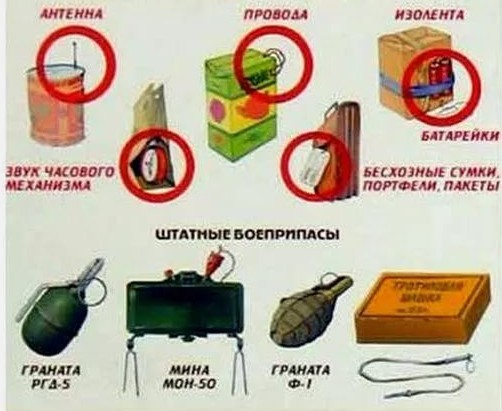 АНТЕННА
ПРОВОДА
ИЗОЛЕНТА
БАТАРЕЙКИ
ЗВУК ЧАСОВОГО
МЕХАНИЗМА
БЕСХОЗНЫЕ СУМКИ,
ПОРТФЕЛИ, ПАКЕТЫ
ШТАТНЫЕ БОЕПРИПАСЫ
ГРАНАТА
РГД-5
МИНА
МОН-50
ГРАНАТА
Ф-1
ТРОТИЛОВАЯ
ШАШКА